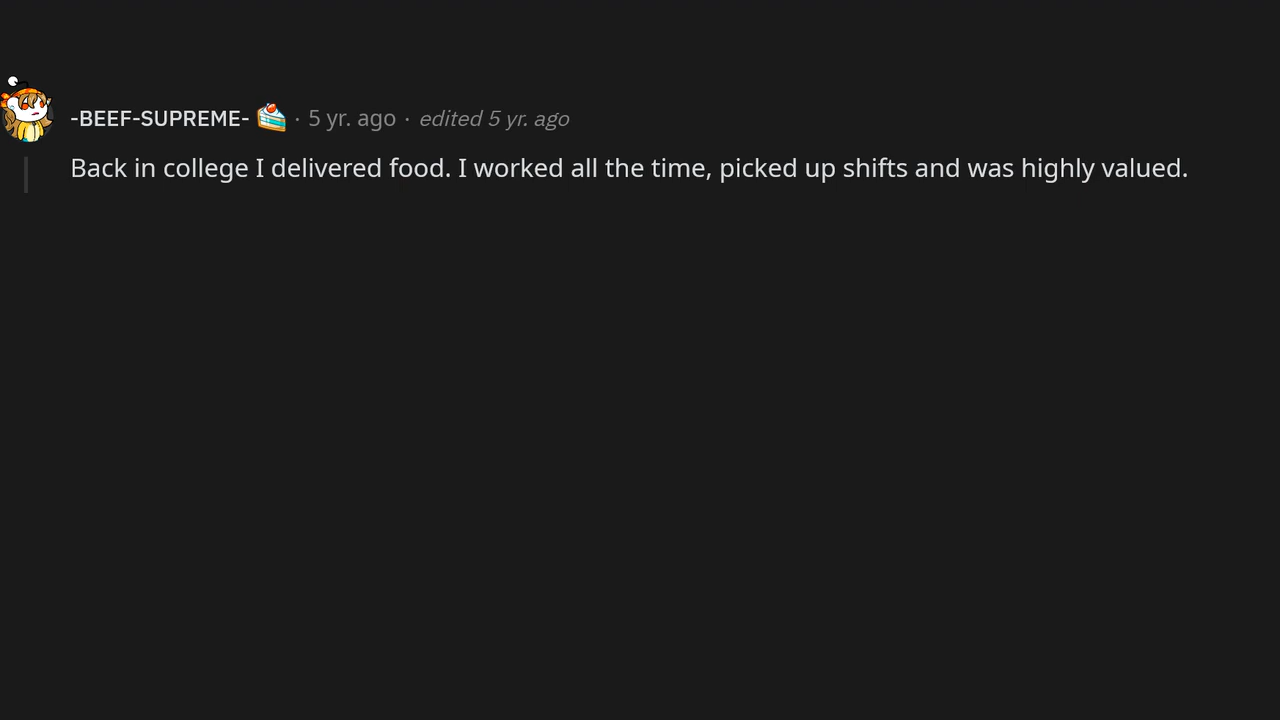 -BEEF-SUPREME- 🍰 · 5 yr. ago · edited 5 yr. ago
Back in college I delivered food. I worked all the time, picked up shifts and was highly valued.